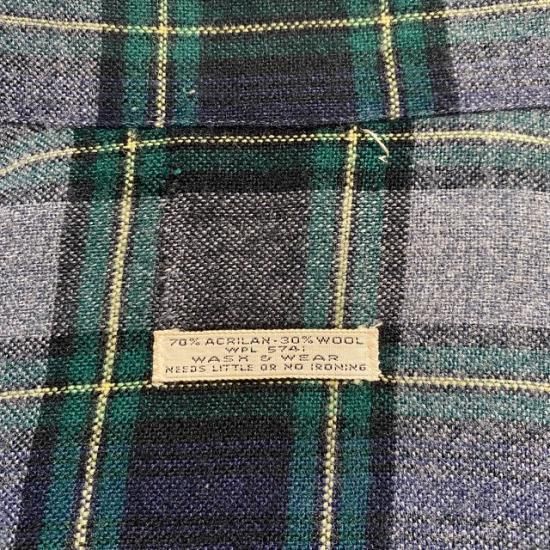 70% ACRILAN - 30% WOOL
WPL 5741
WASH & WEAR
NEEDS LITTLE OR NO IRONING